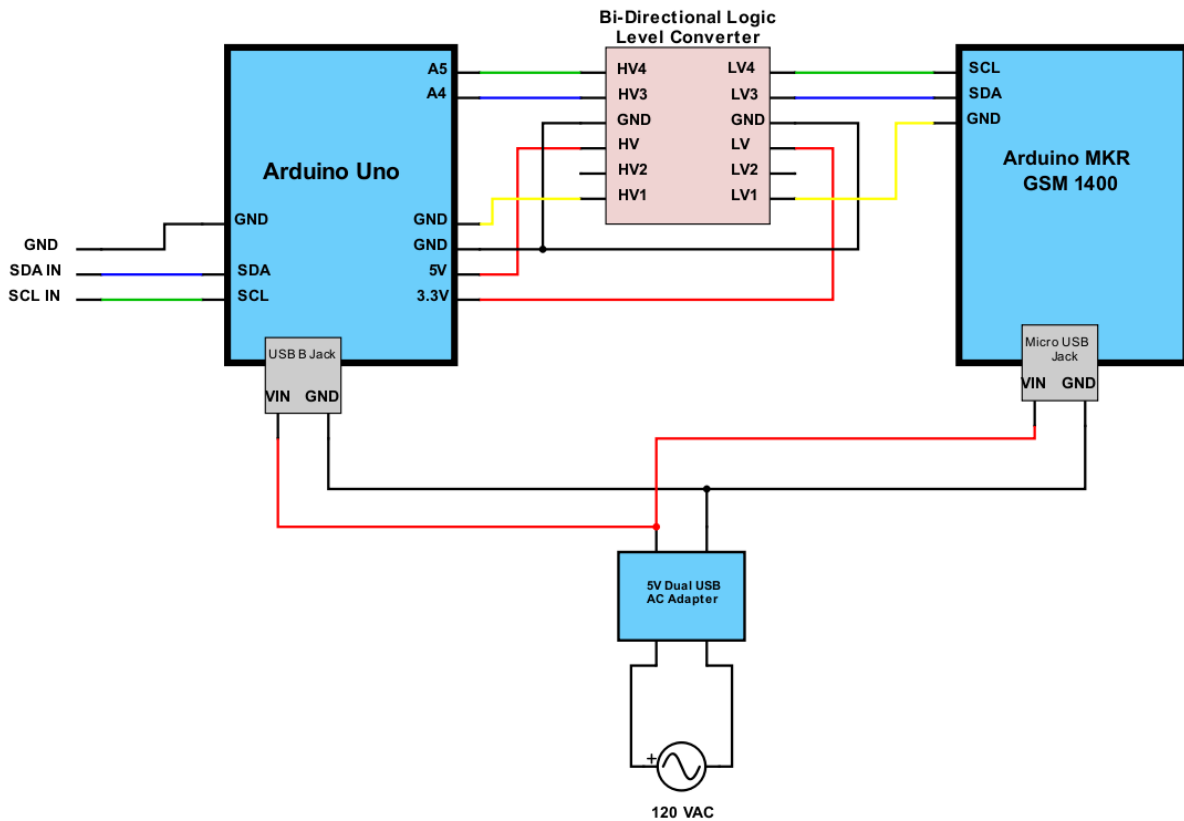 Bi-Directional Logic
Level Converter
A5
A4
Arduino Uno
GND
GND
GND
5V
3.3V
SDA
SCL
GND
SDA IN
SCL IN
USB B Jack
VIN
GND
HV4
HV3
GND
HV
HV2
HV1
LV4
LV3
GND
LV
LV2
LV1
SCL
SDA
GND
Arduino MKR
GSM 1400
Micro USB
Jack
VIN
GND
5V Dual USB
AC Adapter
+
120 VAC